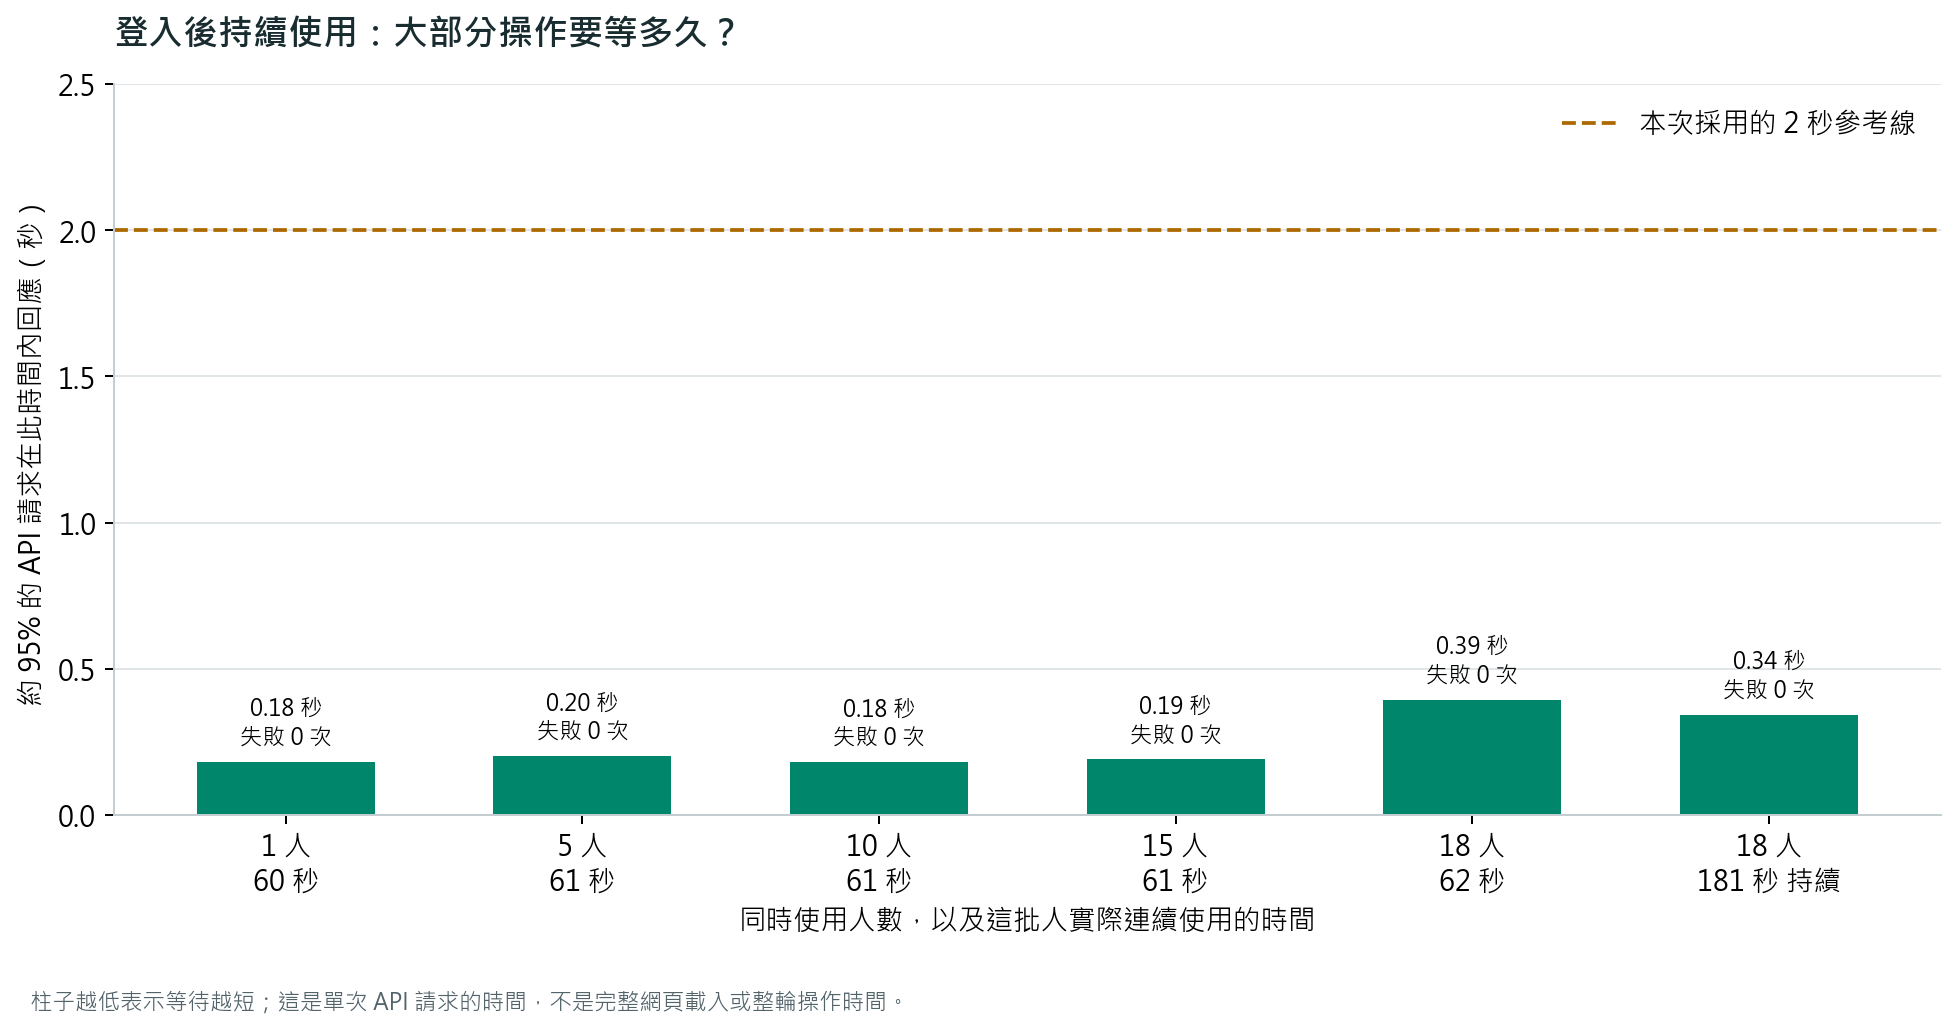 登入後持續使用：大部分操作要等多久？
本次採用的 2 秒參考線
約 95% 的 API 請求在此時間內回應（秒）
2.5
2.0
1.5
1.0
0.5
0.0
0.18 秒
失敗 0 次
0.20 秒
失敗 0 次
0.18 秒
失敗 0 次
0.19 秒
失敗 0 次
0.39 秒
失敗 0 次
0.34 秒
失敗 0 次
1 人
60 秒
5 人
61 秒
10 人
61 秒
15 人
61 秒
18 人
62 秒
18 人
181 秒 持續
同時使用人數，以及這批人實際連續使用的時間
柱子越低表示等待越短；這是單次 API 請求的時間，不是完整網頁載入或整輪操作時間。